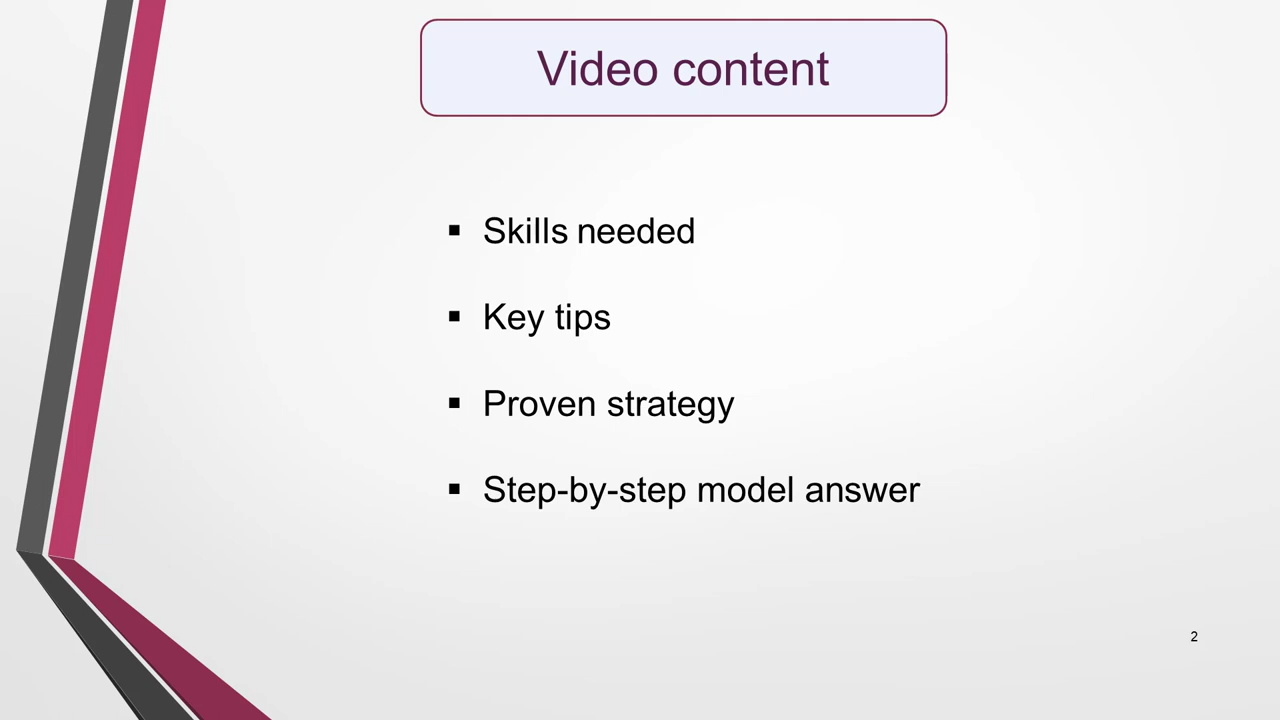 Video content
▪ Skills needed
▪ Key tips
▪ Proven strategy
▪ Step-by-step model answer
2